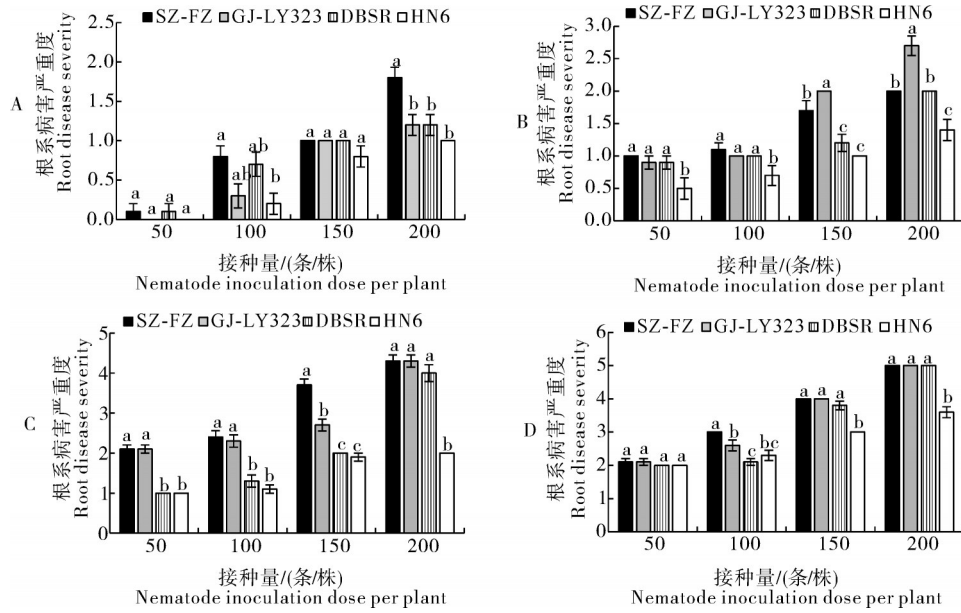 ■SZ-FZ ■GJ-LY323 ▥DBSR □HN6
A
根系病害严重度
Root disease severity
2.5
2.0
1.5
1.0
0.5
0.0
a a a a
a ab ab b
a a a a
a b b b
50 100 150 200
接种量/(条/株)
Nematode inoculation dose per plant
■SZ-FZ ■GJ-LY323 ▥DBSR □HN6
B
根系病害严重度
Root disease severity
3.0
2.5
2.0
1.5
1.0
0.5
0.0
a a a b
a a a b
b a c c
b a b c
50 100 150 200
接种量/(条/株)
Nematode inoculation dose per plant
■SZ-FZ ■GJ-LY323 ▥DBSR □HN6
C
根系病害严重度
Root disease severity
5
4
3
2
1
0
a a b b
a a b b
a b c c
a a a b
50 100 150 200
接种量/(条/株)
Nematode inoculation dose per plant
■SZ-FZ ■GJ-LY323 ▥DBSR □HN6
D
根系病害严重度
Root disease severity
6
5
4
3
2
1
0
a a a a
a b c bc
a a a b
a a a b
50 100 150 200
接种量/(条/株)
Nematode inoculation dose per plant